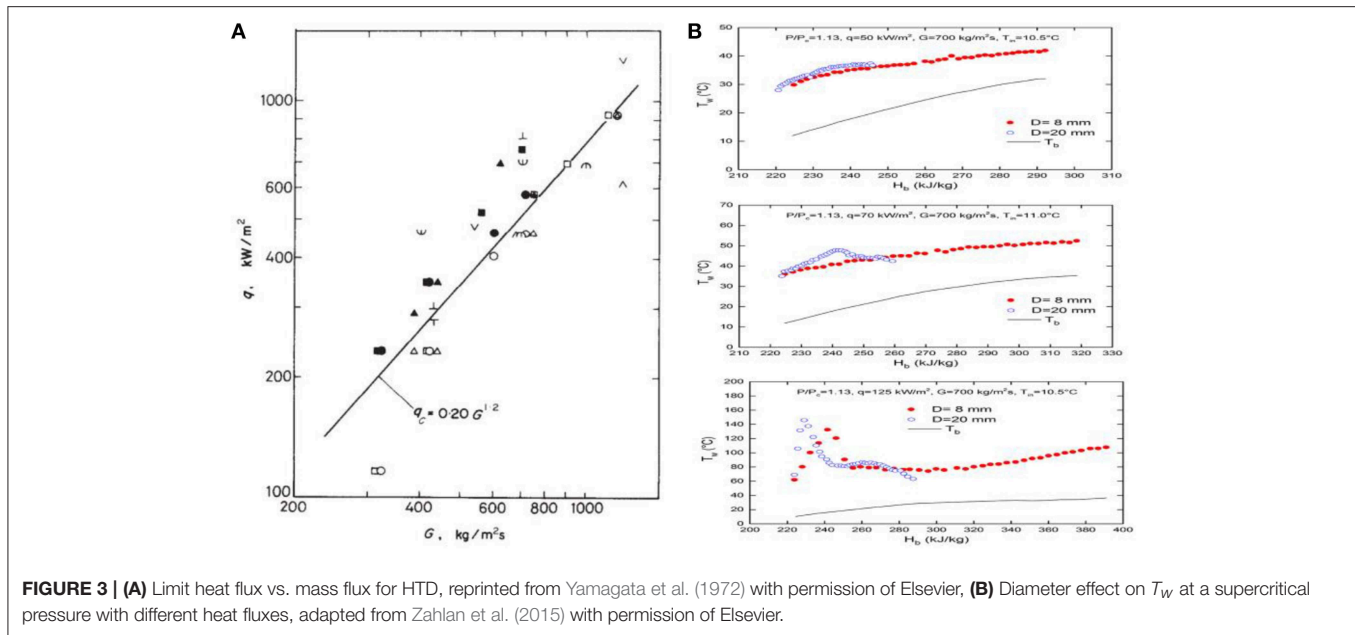 A
1000
800
600
400
200
100
q, kW/m²
200
400
600
800
1000
G, kg/m²s
q_c = 0·20 G^1·2
B
P/P_c=1.13, q=50 kW/m², G=700 kg/m²s, T_in=10.5°C
50
40
30
20
10
0
T_w (°C)
D= 8 mm
D=20 mm
T_b
210 220 230 240 250 260 270 280 290 300 310
H_b (kJ/kg)
P/P_c=1.13, q=70 kW/m², G=700 kg/m²s, T_in=11.0°C
70
60
50
40
30
20
10
0
T_w (°C)
D= 8 mm
D=20 mm
T_b
210 220 230 240 250 260 270 280 290 300 310 320 330
H_b (kJ/kg)
P/P_c=1.13, q=125 kW/m², G=700 kg/m²s, T_in=10.5°C
200
180
160
140
120
100
80
60
40
20
0
T_w (°C)
D= 8 mm
D=20 mm
T_b
200 220 240 260 280 300 320 340 360 380 400
H_b (kJ/kg)
FIGURE 3 | (A) Limit heat flux vs. mass flux for HTD, reprinted from Yamagata et al. (1972) with permission of Elsevier, (B) Diameter effect on T_W at a supercritical
pressure with different heat fluxes, adapted from Zahlan et al. (2015) with permission of Elsevier.